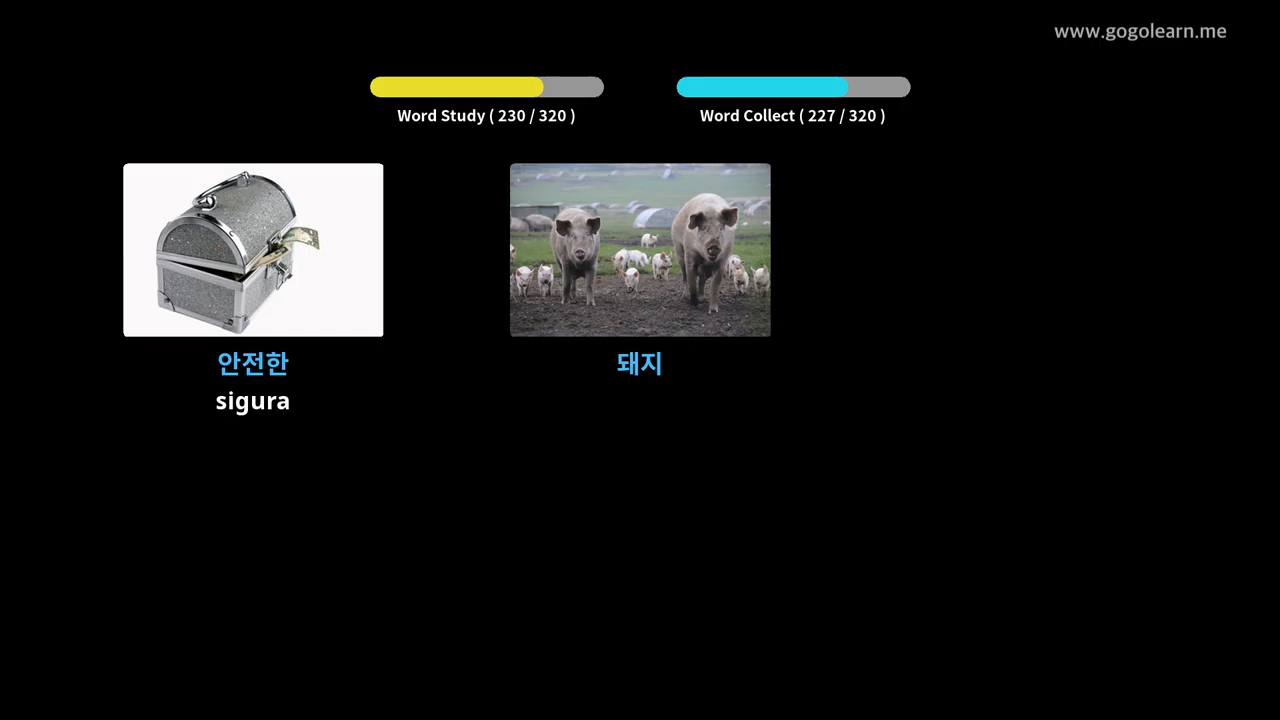 www.gogolearn.me
Word Study ( 230 / 320 )
Word Collect ( 227 / 320 )
안전한
sigura
돼지